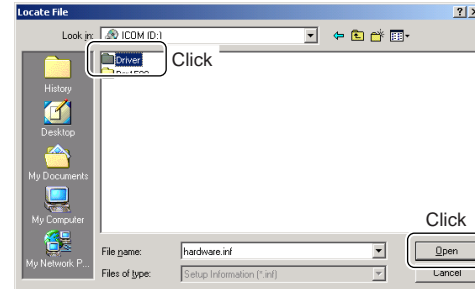 Locate File
Look in: ICOM (D:)
Driver
Click
History
Desktop
My Documents
My Computer
My Network P...
Click
File name: hardware.inf
Open
Files of type: Setup Information (*.inf)
Cancel